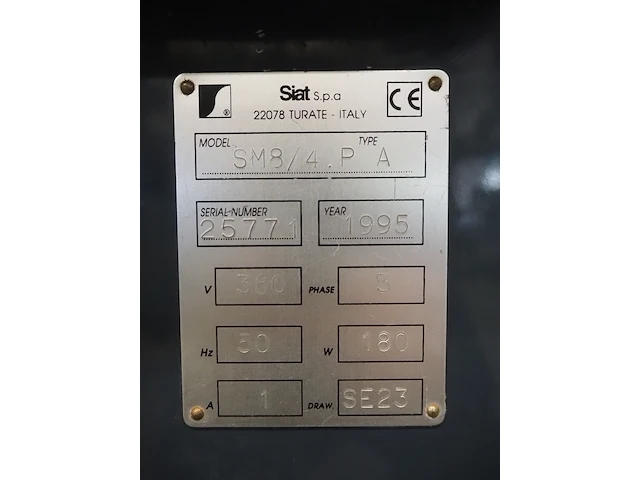 Siat S.p.a
22078 TURATE - ITALY
®
CE
MODEL TYPE
SM8/4.P A
SERIAL-NUMBER YEAR
25771 1995
V 380 PHASE 3
Hz 50 W 180
A 1 DRAW. SE23